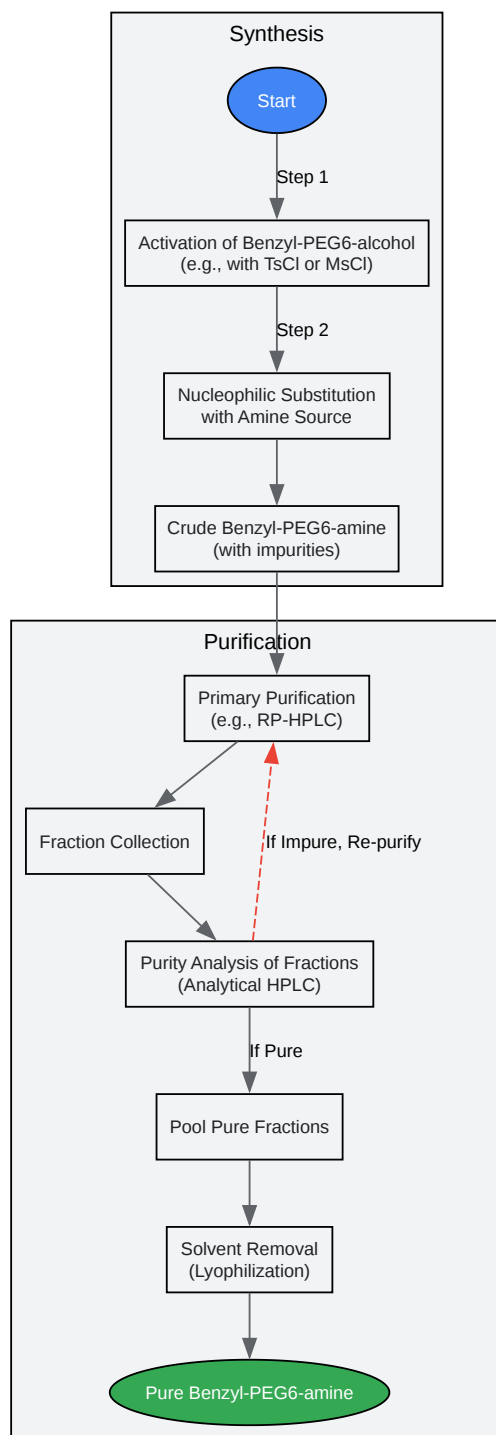 Synthesis
Start
Step 1
Activation of Benzyl-PEG6-alcohol
(e.g., with TsCl or MsCl)
Step 2
Nucleophilic Substitution
with Amine Source
Crude Benzyl-PEG6-amine
(with impurities)
Purification
Primary Purification
(e.g., RP-HPLC)
Fraction Collection
If Impure, Re-purify
Purity Analysis of Fractions
(Analytical HPLC)
If Pure
Pool Pure Fractions
Solvent Removal
(Lyophilization)
Pure Benzyl-PEG6-amine